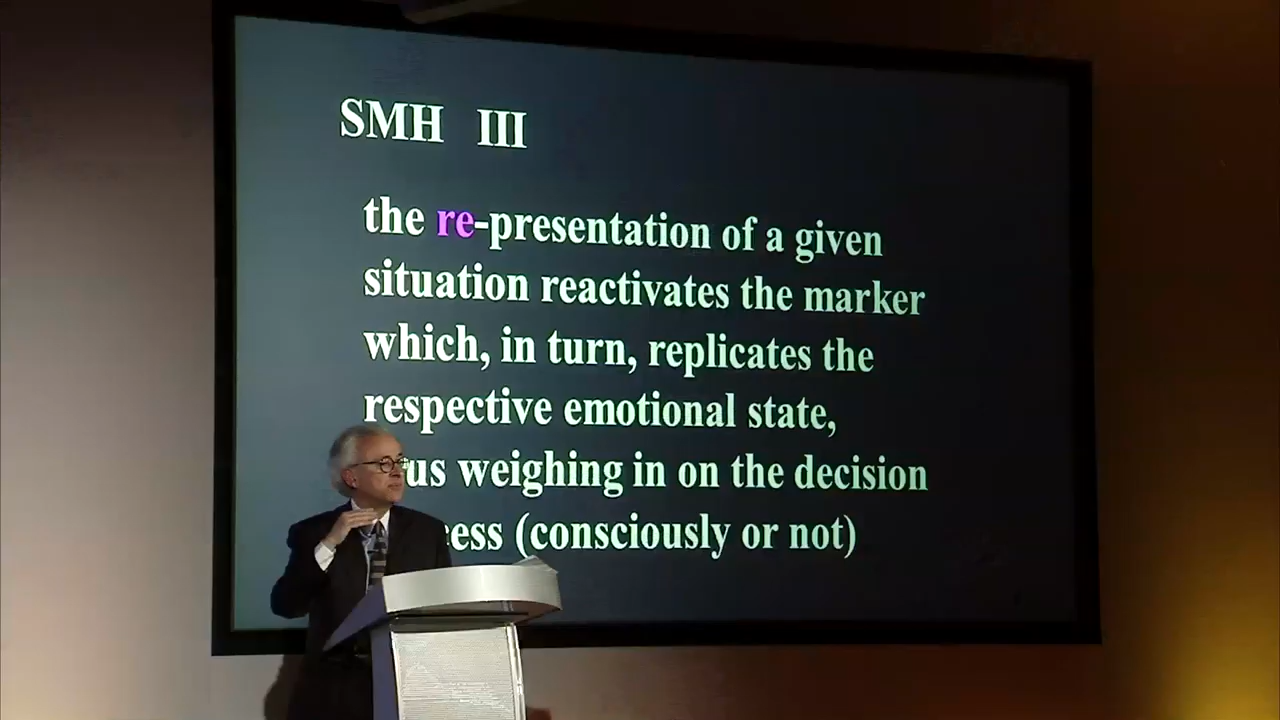 SMH III
the re-presentation of a given
situation reactivates the marker
which, in turn, replicates the
respective emotional state,
weighing in on the decision
(consciously or not)